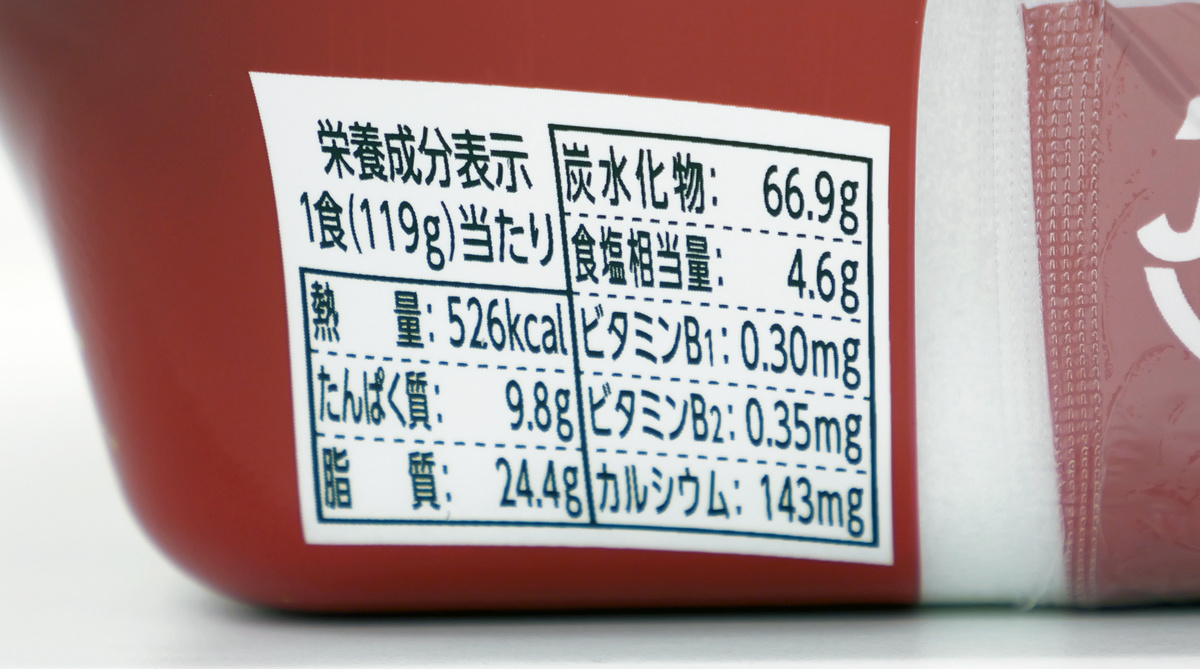 栄養成分表示
1食(119g)当たり
熱　　量: 526kcal
たんぱく質: 9.8g
脂　　質: 24.4g
炭水化物: 66.9g
食塩相当量: 4.6g
ビタミンB1: 0.30mg
ビタミンB2: 0.35mg
カルシウム: 143mg